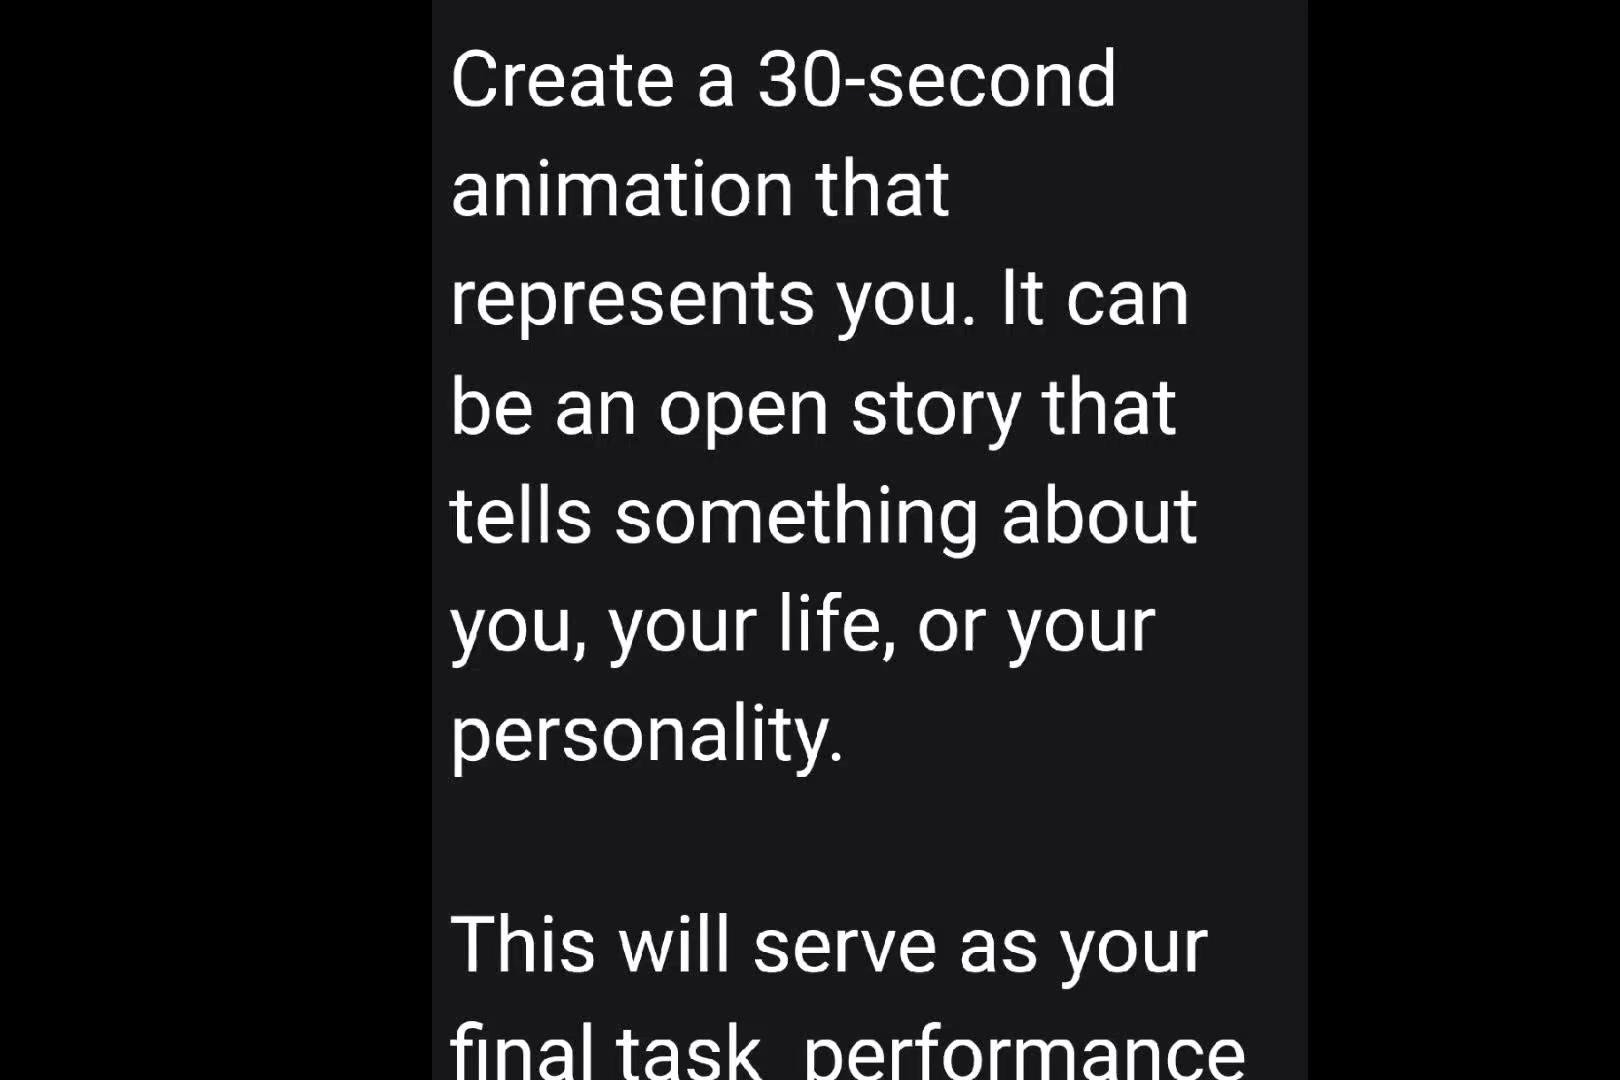 Create a 30-second
animation that
represents you. It can
be an open story that
tells something about
you, your life, or your
personality.
This will serve as your
final task performance